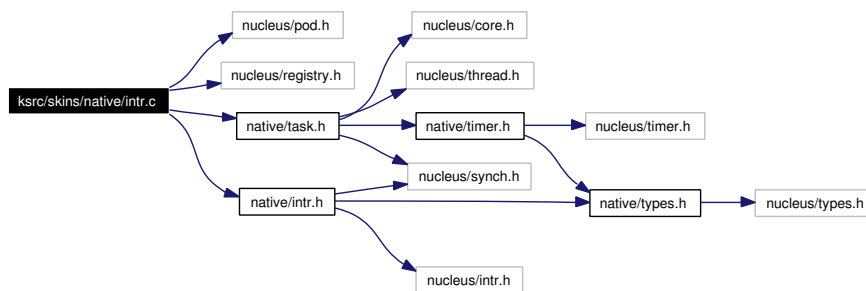 nucleus/pod.h
nucleus/core.h
nucleus/registry.h
nucleus/thread.h
ksrc/skins/native/intr.c
native/task.h
native/timer.h
nucleus/timer.h
nucleus/synch.h
native/intr.h
native/types.h
nucleus/types.h
nucleus/intr.h